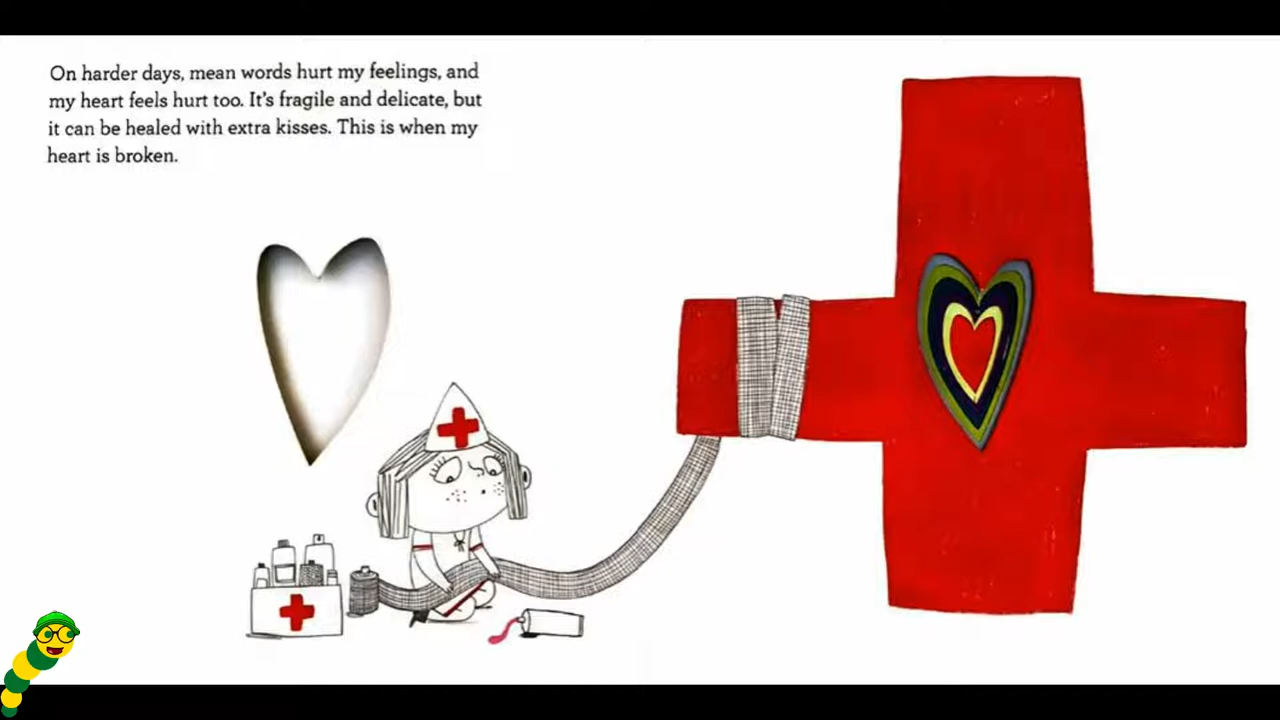 On harder days, mean words hurt my feelings, and
my heart feels hurt too. It's fragile and delicate, but
it can be healed with extra kisses. This is when my
heart is broken.